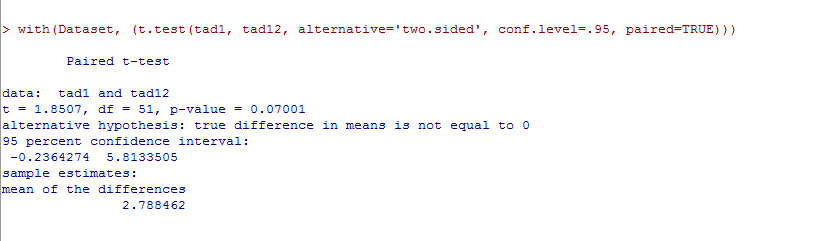 > with(Dataset, (t.test(tad1, tad12, alternative='two.sided', conf.level=.95, paired=TRUE)))
Paired t-test
data:  tad1 and tad12
t = 1.8507, df = 51, p-value = 0.07001
alternative hypothesis: true difference in means is not equal to 0
95 percent confidence interval:
 -0.2364274  5.8133505
sample estimates:
mean of the differences
2.788462